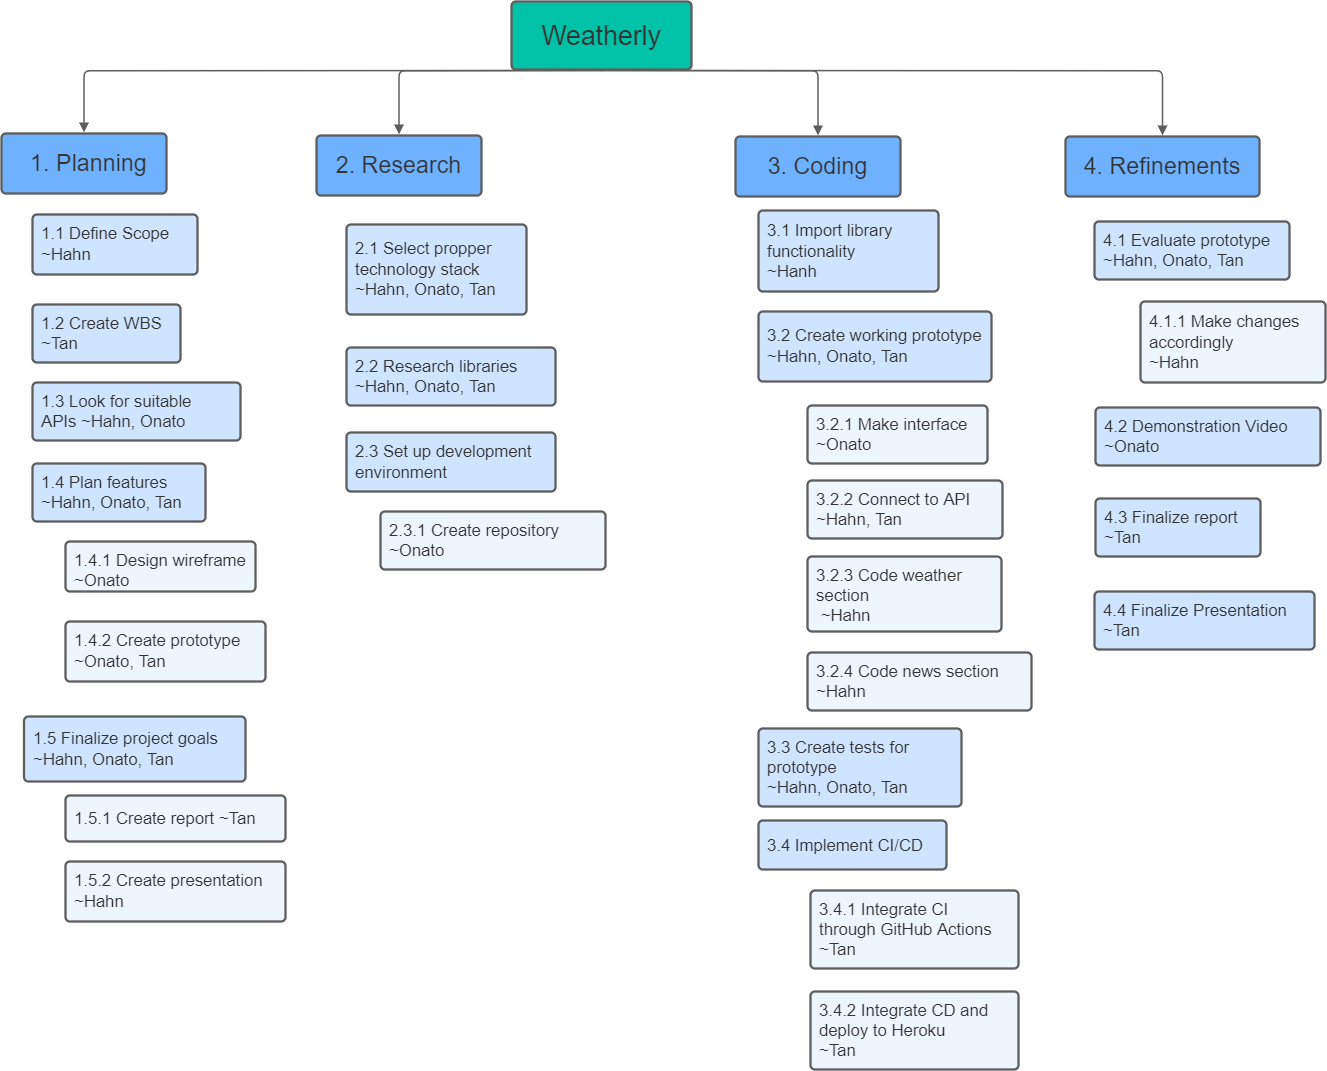 Weatherly
1. Planning
1.1 Define Scope
~Hahn
1.2 Create WBS
~Tan
1.3 Look for suitable
APIs ~Hahn, Onato
1.4 Plan features
~Hahn, Onato, Tan
1.4.1 Design wireframe
~Onato
1.4.2 Create prototype
~Onato, Tan
1.5 Finalize project goals
~Hahn, Onato, Tan
1.5.1 Create report ~Tan
1.5.2 Create presentation
~Hahn
2. Research
2.1 Select propper
technology stack
~Hahn, Onato, Tan
2.2 Research libraries
~Hahn, Onato, Tan
2.3 Set up development
environment
2.3.1 Create repository
~Onato
3. Coding
3.1 Import library
functionality
~Hanh
3.2 Create working prototype
~Hahn, Onato, Tan
3.2.1 Make interface
~Onato
3.2.2 Connect to API
~Hahn, Tan
3.2.3 Code weather
section
~Hahn
3.2.4 Code news section
~Hahn
3.3 Create tests for
prototype
~Hahn, Onato, Tan
3.4 Implement CI/CD
3.4.1 Integrate CI
through GitHub Actions
~Tan
3.4.2 Integrate CD and
deploy to Heroku
~Tan
4. Refinements
4.1 Evaluate prototype
~Hahn, Onato, Tan
4.1.1 Make changes
accordingly
~Hahn
4.2 Demonstration Video
~Onato
4.3 Finalize report
~Tan
4.4 Finalize Presentation
~Tan